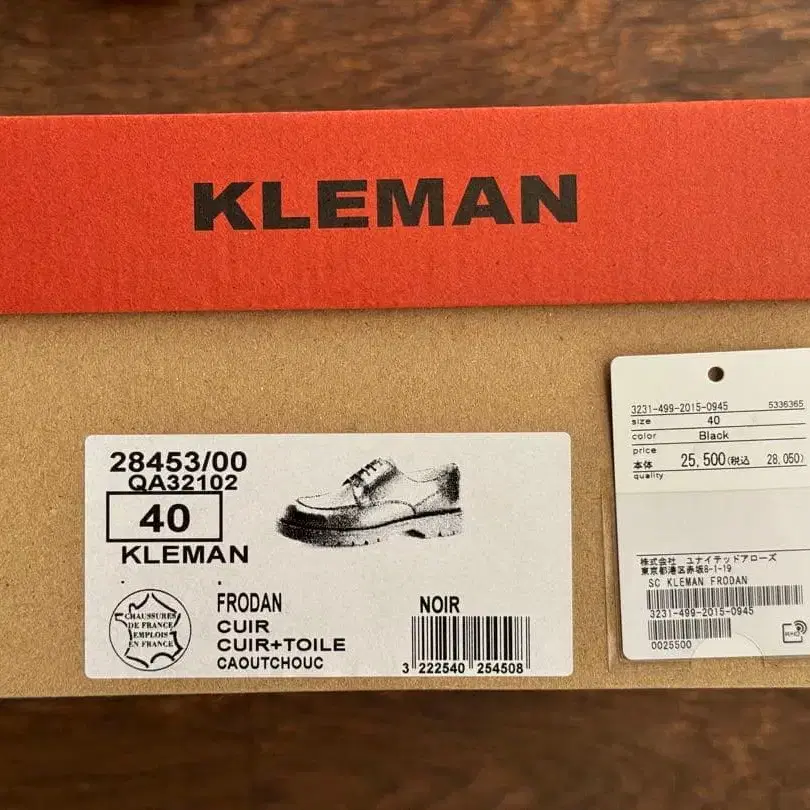 KLEMAN
28453/00
QA32102
40
KLEMAN
CHAUSSURES
DE FRANCE
EMPLOIS
EN FRANCE
FRODAN
NOIR
CUIR
CUIR+TOILE
CAOUTCHOUC
3 222540 254508
3231-499-2015-0945 5336365
size 40
color Black
price
本体 25,500(税込 28,050)
quality
株式会社 ユナイテッドアローズ
東京都港区赤坂8-1-19
SC KLEMAN FRODAN
3231-499-2015-0945
0025500
RFID